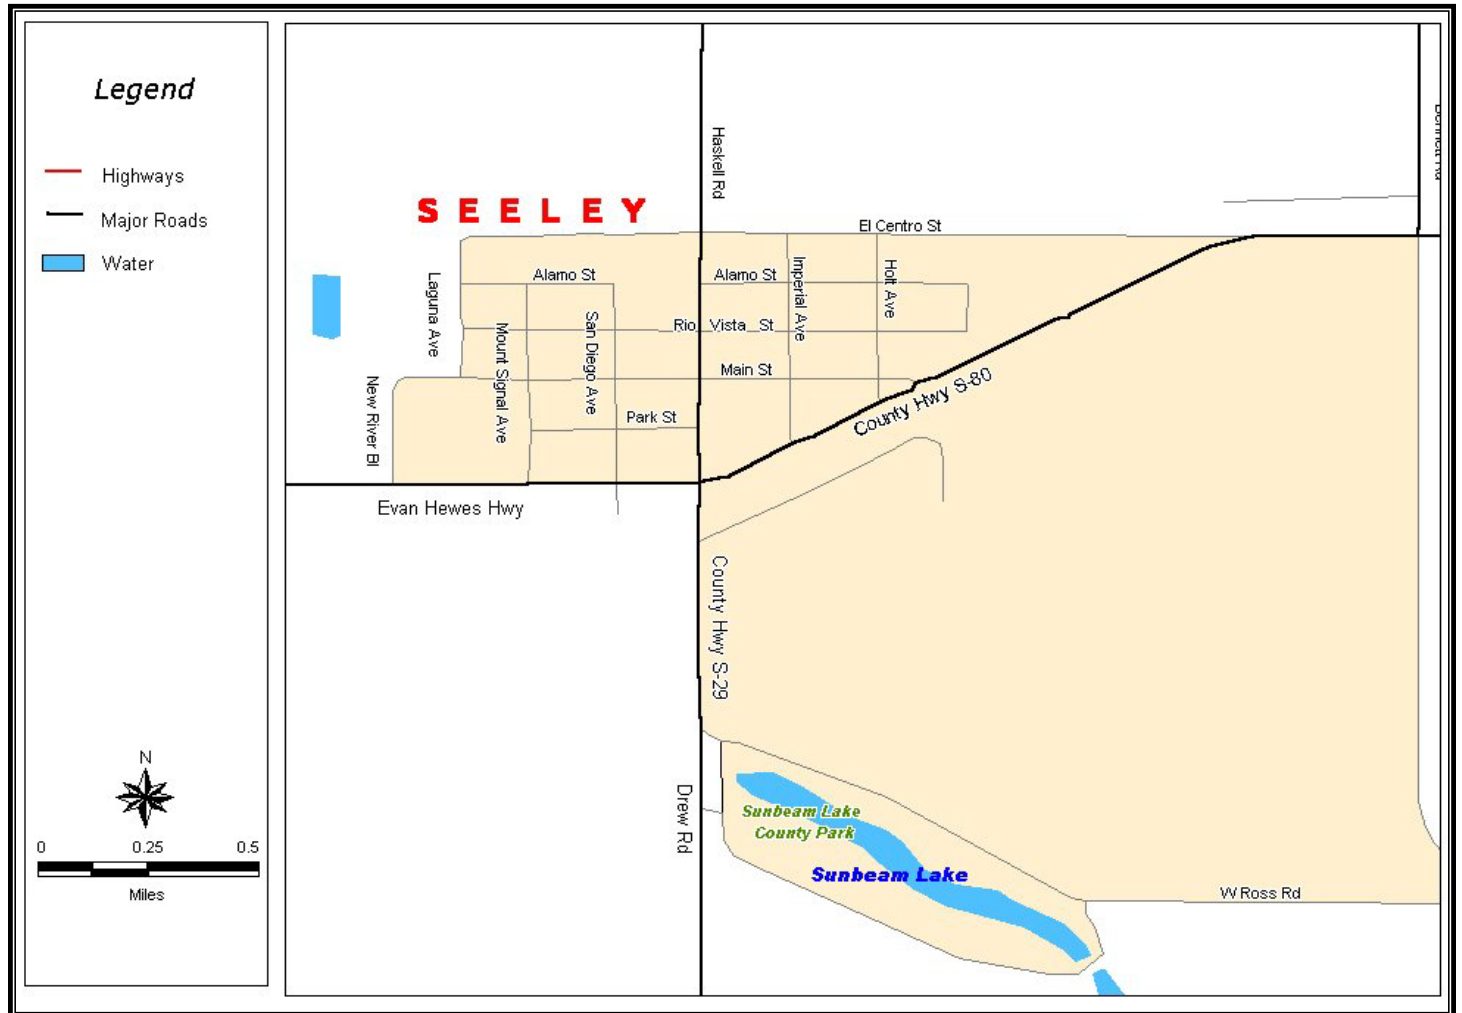 Legend
Highways
Major Roads
Water
N
0 0.25 0.5
Miles
SEELEY
Haskell Rd
El Centro St
Laguna Ave
Alamo St
Alamo St
Imperial Ave
Holt Ave
Mount Signal Ave
San Diego Ave
Rio Vista St
Main St
New River Bl
Park St
County Hwy S-80
Evan Hewes Hwy
County Hwy S-29
Drew Rd
Sunbeam Lake
County Park
Sunbeam Lake
W Ross Rd